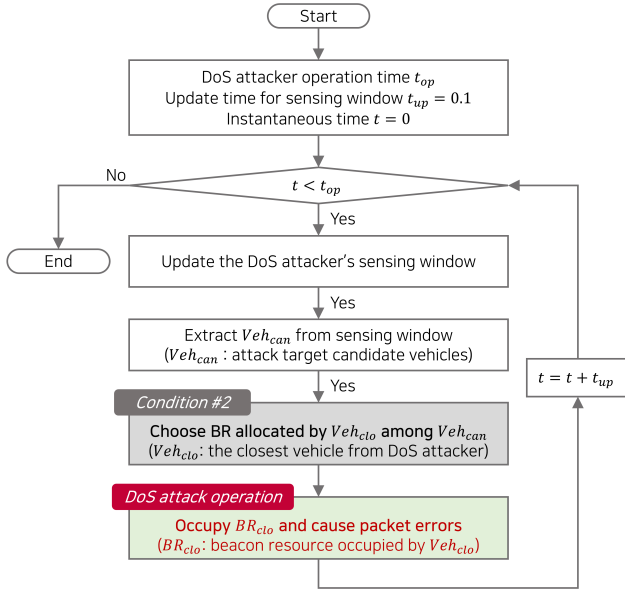 Start
DoS attacker operation time t_op
Update time for sensing window t_up = 0.1
Instantaneous time t = 0
No
t < t_op
Yes
End
Update the DoS attacker's sensing window
Yes
Extract Veh_can from sensing window
(Veh_can : attack target candidate vehicles)
t = t + t_up
Yes
Condition #2
Choose BR allocated by Veh_clo among Veh_can
(Veh_clo: the closest vehicle from DoS attacker)
DoS attack operation
Occupy BR_clo and cause packet errors
(BR_clo: beacon resource occupied by Veh_clo)